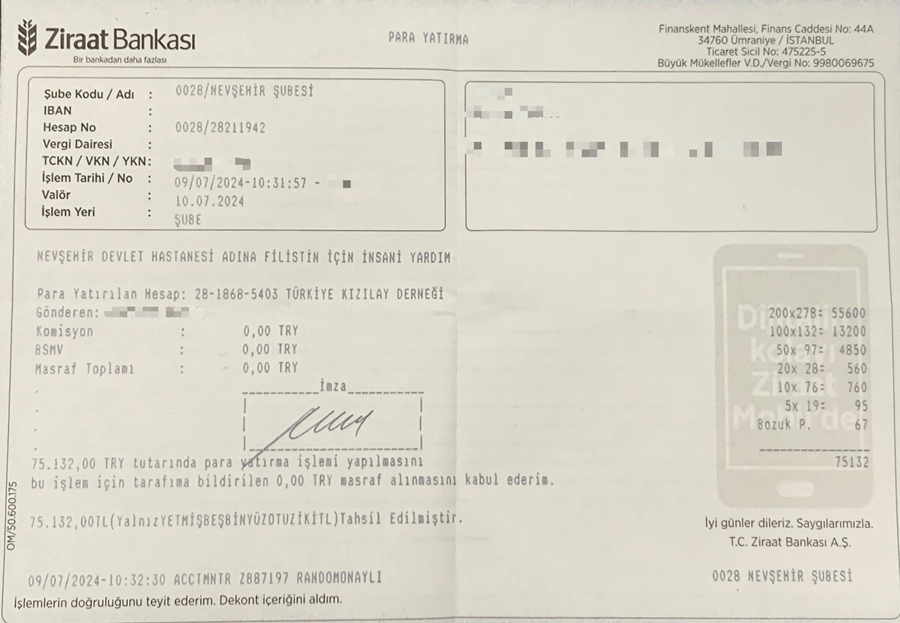 Ziraat Bankası
Bir bankadan daha fazlası
PARA YATIRMA
Finanskent Mahallesi, Finans Caddesi No: 44A
34760 Ümraniye / İSTANBUL
Ticaret Sicil No: 475225-5
Büyük Mükellefler V.D./Vergi No: 9980069675
Şube Kodu / Adı : 0028/NEVŞEHİR ŞUBESİ
IBAN :
Hesap No : 0028/28211942
Vergi Dairesi :
TCKN / VKN / YKN:
İşlem Tarihi / No : 09/07/2024-10:31:57 -
Valör : 10.07.2024
İşlem Yeri : ŞUBE
NEVŞEHİR DEVLET HASTANESİ ADINA FİLİSTİN İÇİN İNSANİ YARDIM
Para Yatırılan Hesap: 28-1868-5403 TÜRKİYE KIZILAY DERNEĞİ
Gönderen:
Komisyon : 0,00 TRY
BSMV : 0,00 TRY
Masraf Toplamı : 0,00 TRY
İmza
75.132,00 TRY tutarında para yatırma işlemi yapılmasını
bu işlem için tarafıma bildirilen 0,00 TRY masraf alınmasını kabul ederim.
75.132,00TL(YalnızYETMİŞBEŞBİNYÜZOTUZİKİTL)Tahsil Edilmiştir.
200x278= 55600
100x132= 13200
50x 97= 4850
20x 28= 560
10x 76= 760
5x 19= 95
Bozuk P. 67
75132
İyi günler dileriz. Saygılarımızla.
T.C. Ziraat Bankası A.Ş.
0028 NEVŞEHİR ŞUBESİ
09/07/2024-10:32:30 ACCTMNTR Z887197 RANDOMONAYLI
İşlemlerin doğruluğunu teyit ederim. Dekont içeriğini aldım.
OM/50.600.175